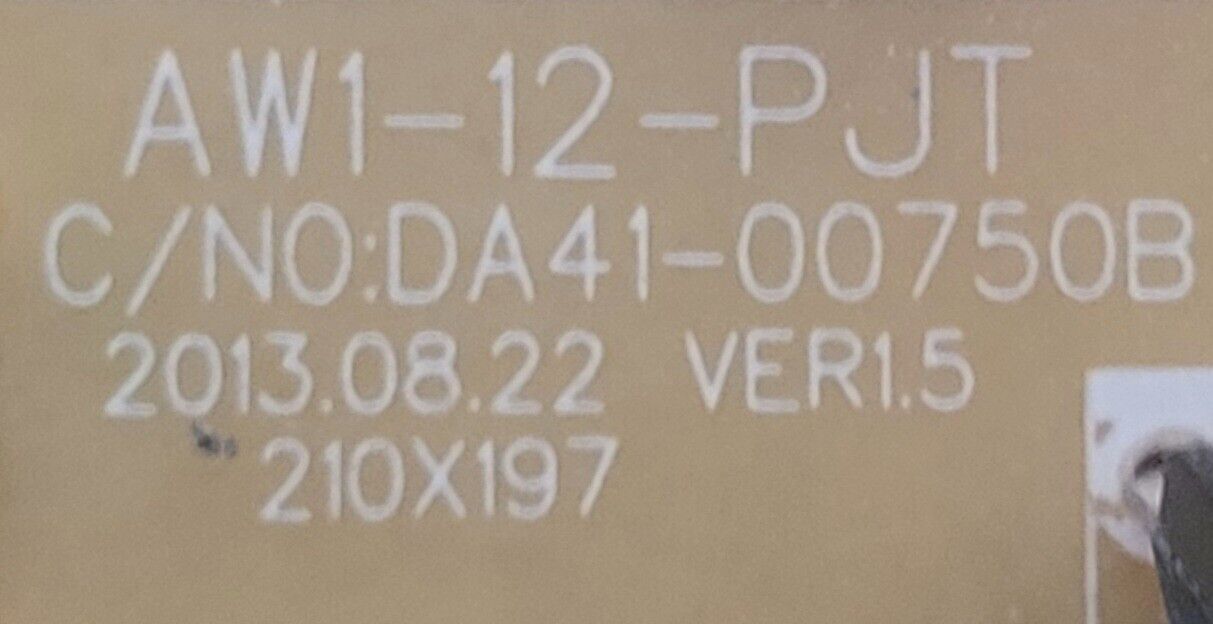 AW1-12-PJT
C/NO:DA41-00750B
2013.08.22 VER1.5
210X197